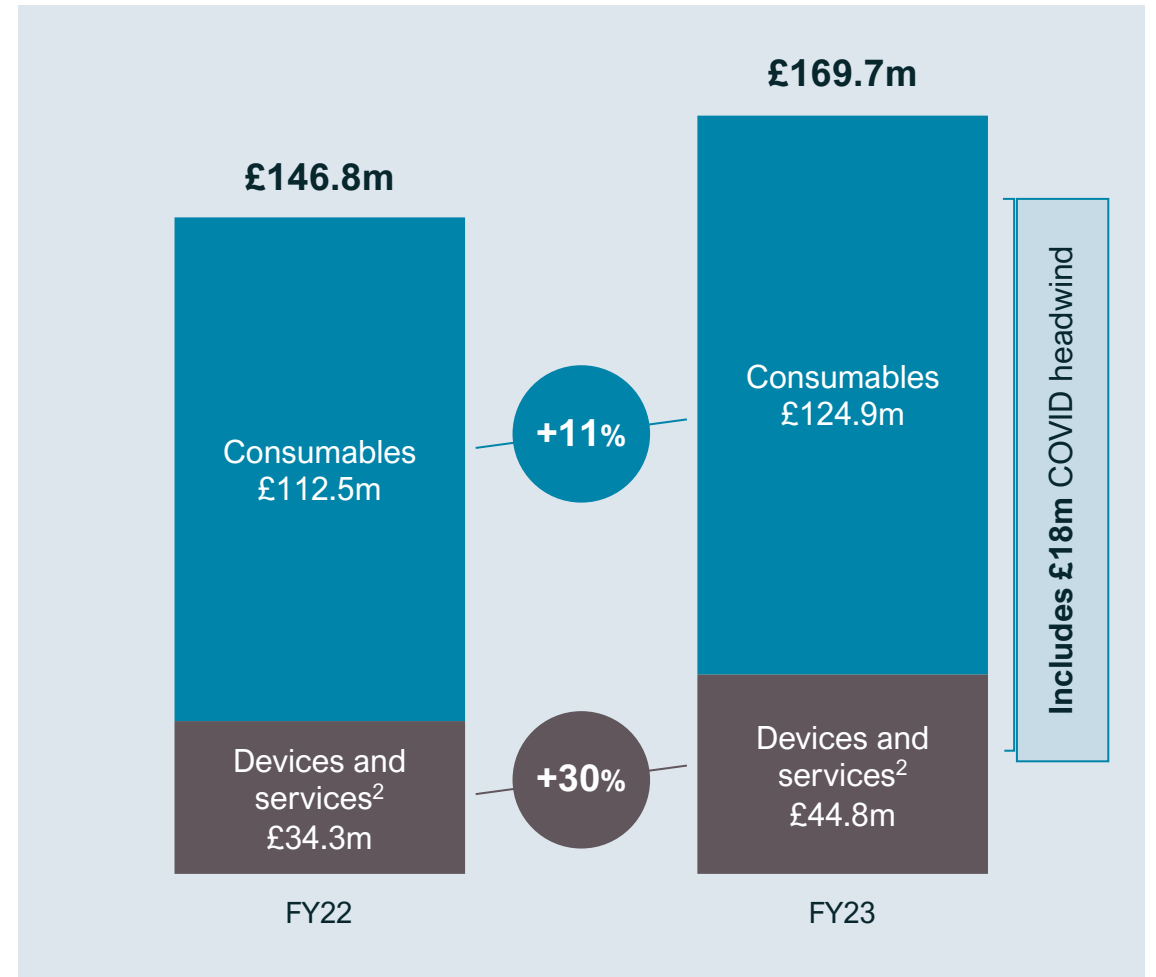 £169.7m
£146.8m
Consumables
£124.9m
+11%
Consumables
£112.5m
Includes £18m COVID headwind
Devices and
services2
£44.8m
+30%
Devices and
services2
£34.3m
FY22
FY23